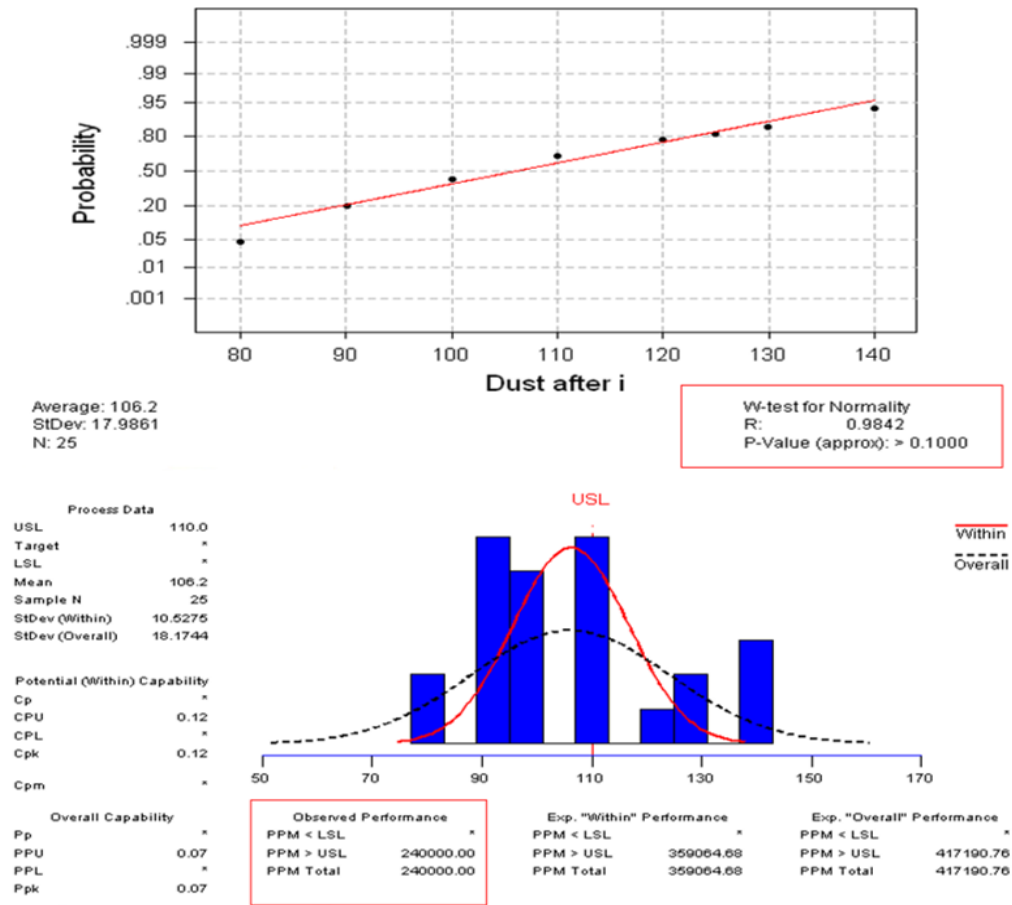 .999
.99
.95
.80
.50
.20
.05
.01
.001
Probability
80 90 100 110 120 130 140
Dust after i
Average: 106.2
StDev: 17.9861
N: 25
W-test for Normality
R: 0.9842
P-Value (approx): > 0.1000
Process Data
USL 110.0
Target *
LSL *
Mean 106.2
Sample N 25
StDev (Within) 10.5275
StDev (Overall) 18.1744
Potential (Within) Capability
Cp *
CPU 0.12
CPL *
Cpk 0.12
Cpm *
Overall Capability
Pp *
PPU 0.07
PPL *
Ppk 0.07
USL
Within
Overall
50 70 90 110 130 150 170
Observed Performance
PPM < LSL *
PPM > USL 240000.00
PPM Total 240000.00
Exp. "Within" Performance
PPM < LSL *
PPM > USL 359064.68
PPM Total 359064.68
Exp. "Overall" Performance
PPM < LSL *
PPM > USL 417190.76
PPM Total 417190.76